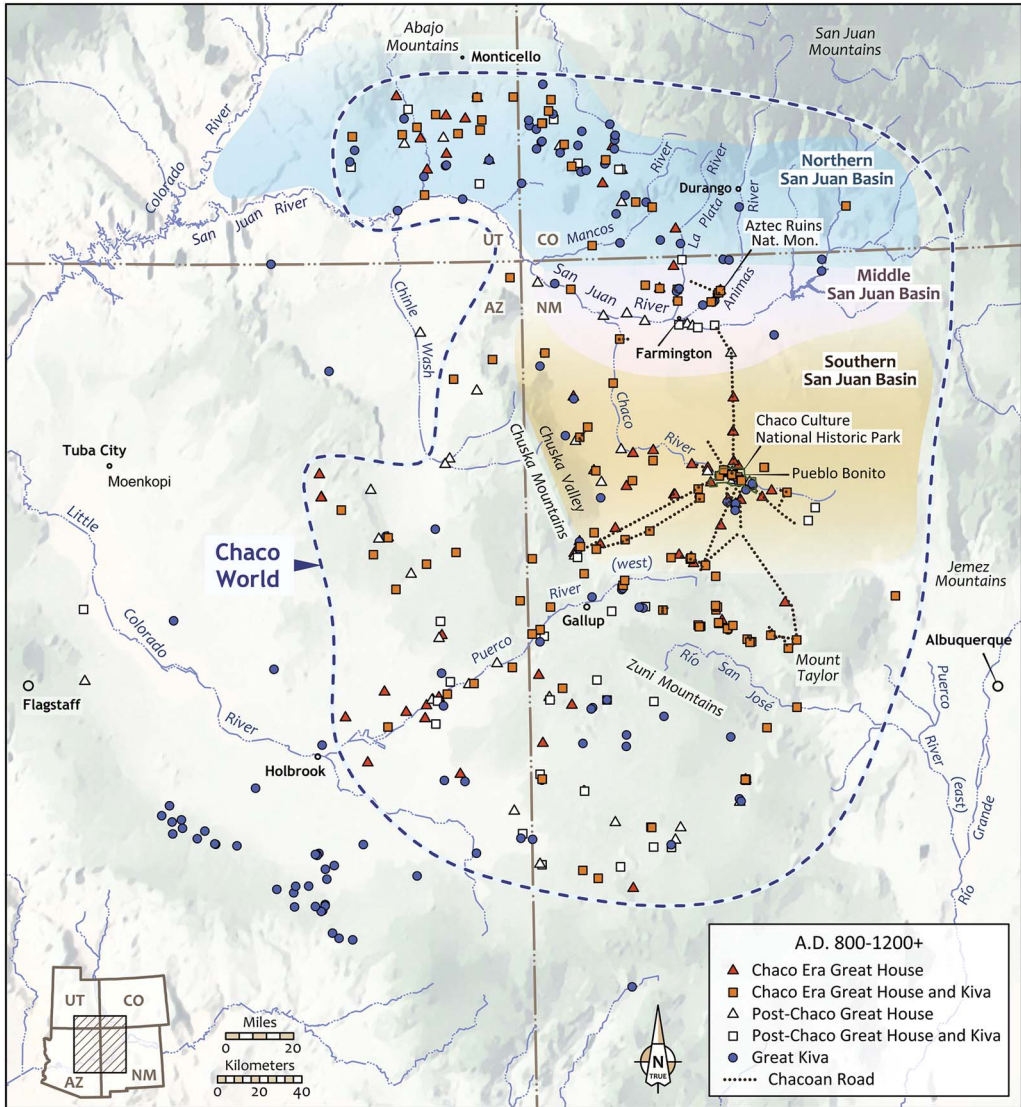 Abajo
Mountains
Monticello
San Juan
Mountains
Colorado
River
San Juan River
Northern
San Juan Basin
Durango
River
La Plata River
River
Mancos
Aztec Ruins
Nat. Mon.
UT
CO
AZ
NM
San Juan River
Animas
Middle
San Juan Basin
Farmington
Chinle
Wash
Southern
San Juan Basin
Chaco
River
Chaco Culture
National Historic Park
Pueblo Bonito
Chuska Mountains
Chuska Valley
Tuba City
Moenkopi
Little
Colorado
River
Chaco
World
Jemez
Mountains
Puerco
River
(west)
Gallup
Albuquerque
Zuni Mountains
Río San José
Mount
Taylor
Flagstaff
Holbrook
Puerco
River
(east)
Río
Grande
A.D. 800-1200+
Chaco Era Great House
Chaco Era Great House and Kiva
Post-Chaco Great House
Post-Chaco Great House and Kiva
Great Kiva
Chacoan Road
UT
CO
AZ
NM
Miles
0 20
Kilometers
0 20 40
N
TRUE